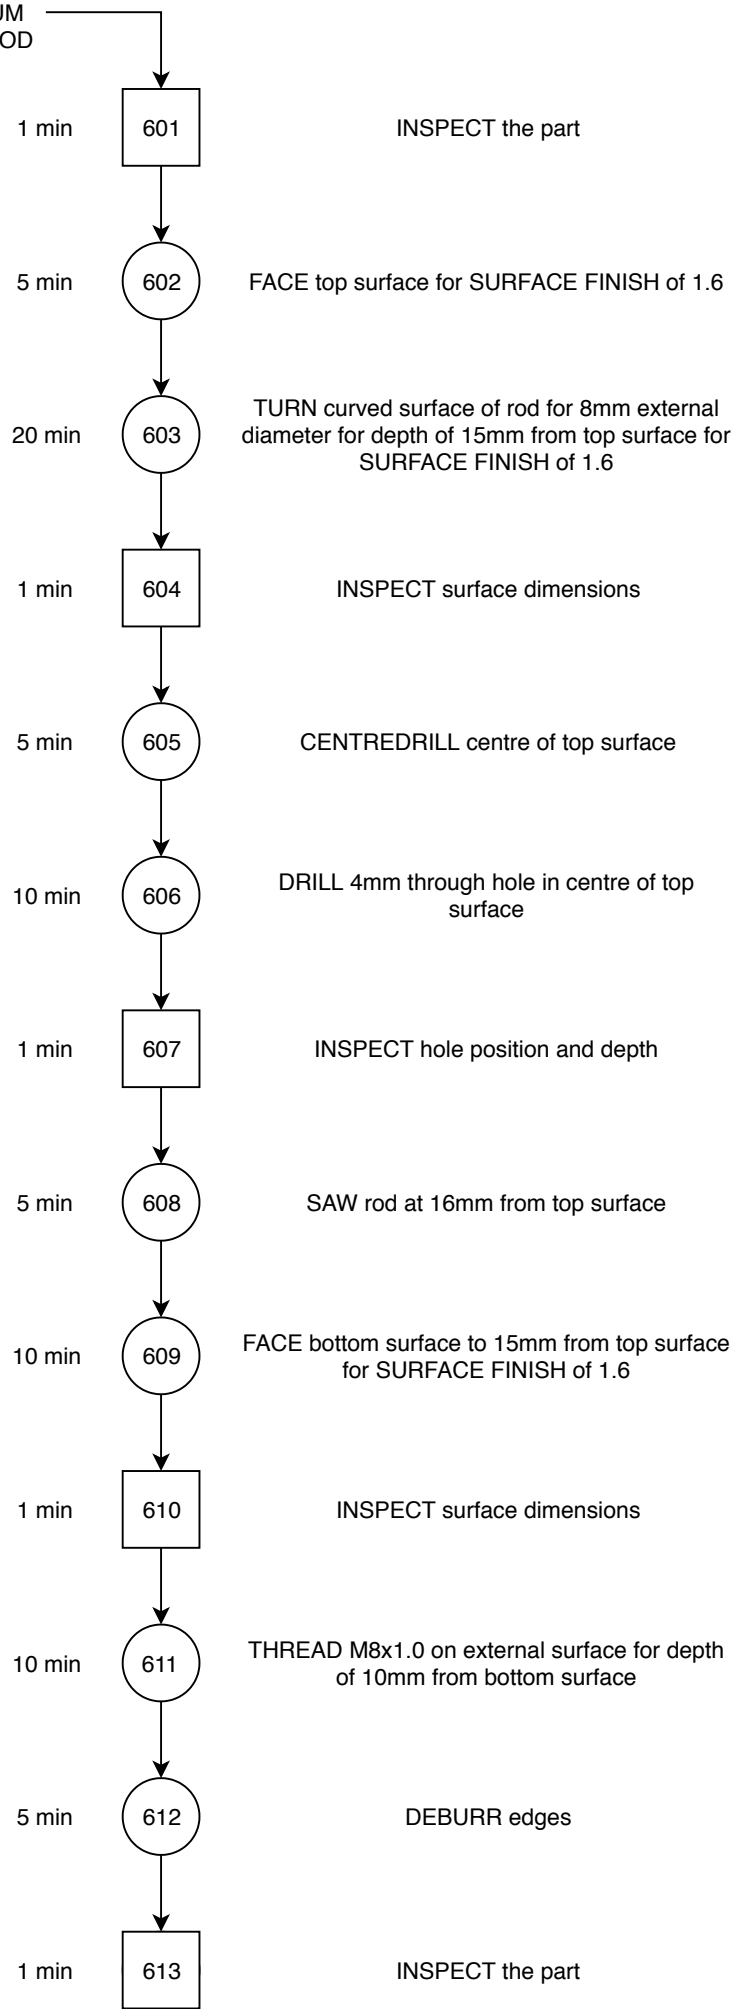 UM
OD
1 min
601
INSPECT the part
5 min
602
FACE top surface for SURFACE FINISH of 1.6
20 min
603
TURN curved surface of rod for 8mm external
diameter for depth of 15mm from top surface for
SURFACE FINISH of 1.6
1 min
604
INSPECT surface dimensions
5 min
605
CENTREDRILL centre of top surface
10 min
606
DRILL 4mm through hole in centre of top
surface
1 min
607
INSPECT hole position and depth
5 min
608
SAW rod at 16mm from top surface
10 min
609
FACE bottom surface to 15mm from top surface
for SURFACE FINISH of 1.6
1 min
610
INSPECT surface dimensions
10 min
611
THREAD M8x1.0 on external surface for depth
of 10mm from bottom surface
5 min
612
DEBURR edges
1 min
613
INSPECT the part